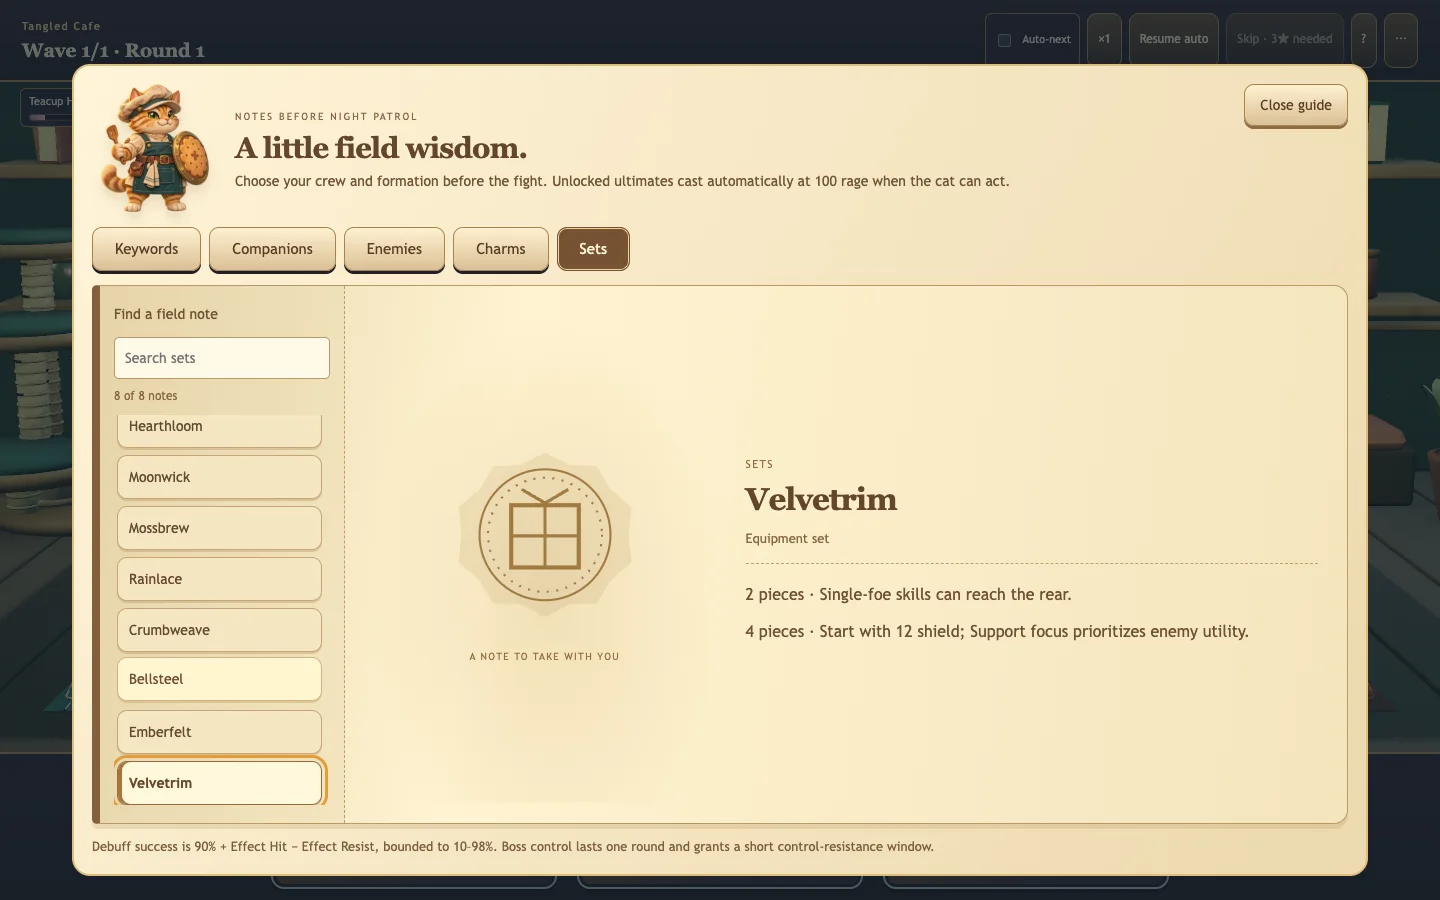 Tangled Cafe
Wave 1/1 · Round 1
Auto-next
×1
Resume auto
Skip · 3★ needed
?
···
Teacup H
NOTES BEFORE NIGHT PATROL
A little field wisdom.
Choose your crew and formation before the fight. Unlocked ultimates cast automatically at 100 rage when the cat can act.
Close guide
Keywords
Companions
Enemies
Charms
Sets
Find a field note
Search sets
8 of 8 notes
Hearthloom
Moonwick
Mossbrew
Rainlace
Crumbweave
Bellsteel
Emberfelt
Velvetrim
A NOTE TO TAKE WITH YOU
SETS
Velvetrim
Equipment set
2 pieces · Single-foe skills can reach the rear.
4 pieces · Start with 12 shield; Support focus prioritizes enemy utility.
Debuff success is 90% + Effect Hit − Effect Resist, bounded to 10–98%. Boss control lasts one round and grants a short control-resistance window.